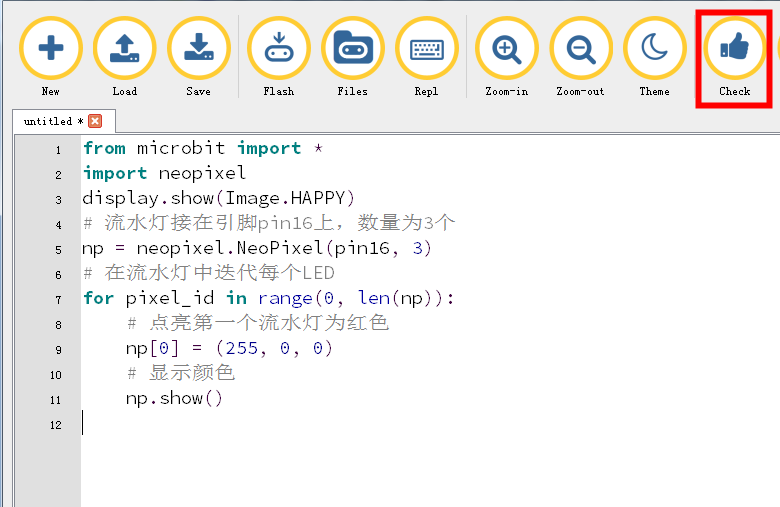 New Load Save Flash Files Repl Zoom-in Zoom-out Theme Check
untitled *
1 from microbit import *
2 import neopixel
3 display.show(Image.HAPPY)
4 # 流水灯接在引脚pin16上，数量为3个
5 np = neopixel.NeoPixel(pin16, 3)
6 # 在流水灯中迭代每个LED
7 for pixel_id in range(0, len(np)):
8 # 点亮第一个流水灯为红色
9 np[0] = (255, 0, 0)
10 # 显示颜色
11 np.show()
12